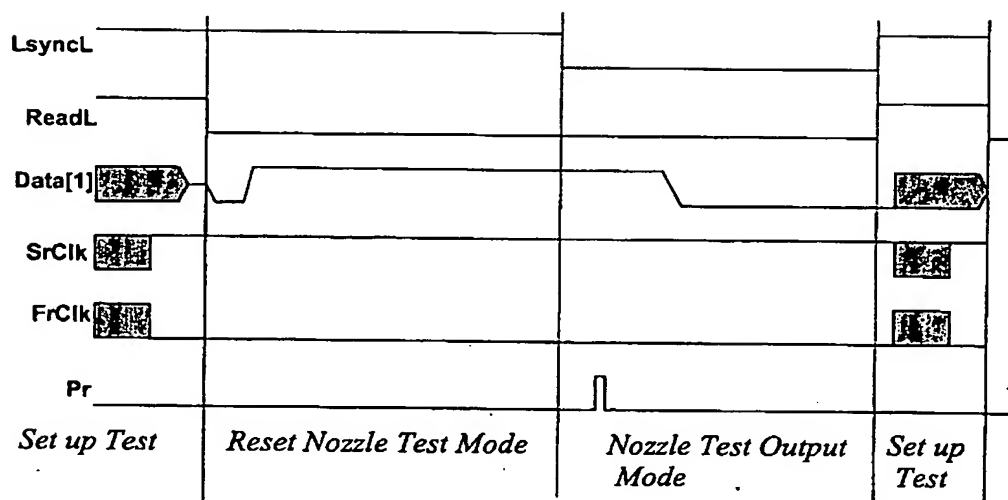 LsyncL
ReadL
Data[1]
SrClk
FrClk
Pr
Set up Test
Reset Nozzle Test Mode
Nozzle Test Output
Mode
Set up
Test